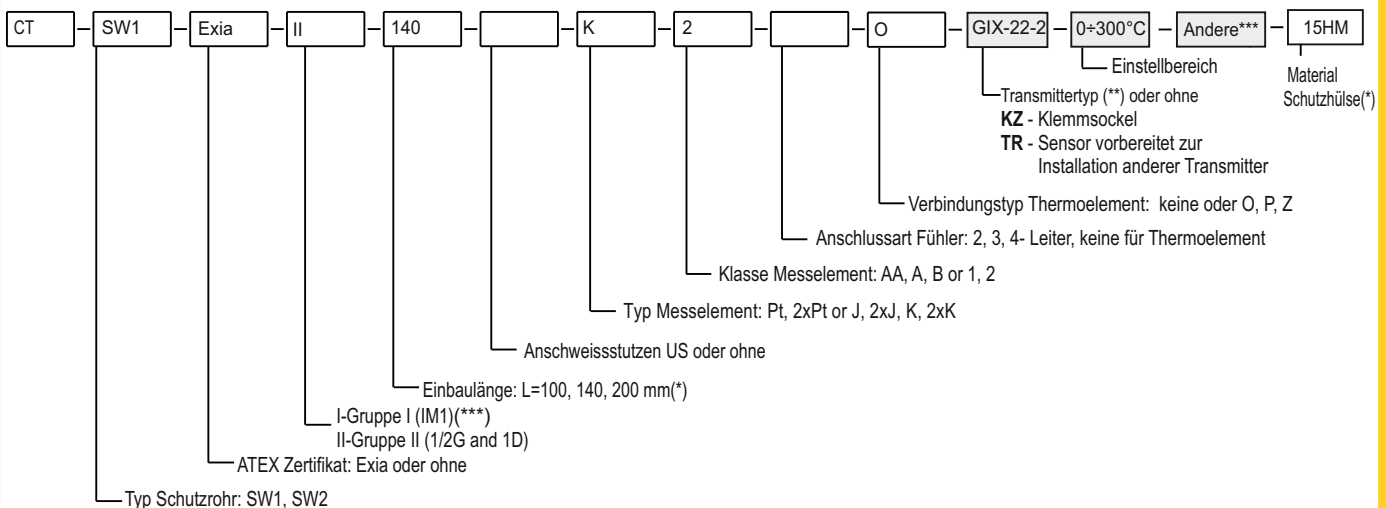 CT – SW1 – Exia – II – 140 – – K – 2 – – O – GIX-22-2 – 0÷300°C – Andere*** – 15HM
Einstellbereich
Material
Schutzhülse(*)
Transmittertyp (**) oder ohne
KZ - Klemmsockel
TR - Sensor vorbereitet zur
Installation anderer Transmitter
Verbindungstyp Thermoelement: keine oder O, P, Z
Anschlussart Fühler: 2, 3, 4- Leiter, keine für Thermoelement
Klasse Messelement: AA, A, B or 1, 2
Typ Messelement: Pt, 2xPt or J, 2xJ, K, 2xK
Anschweissstutzen US oder ohne
Einbaulänge: L=100, 140, 200 mm(*)
I-Gruppe I (IM1)(***)
II-Gruppe II (1/2G and 1D)
ATEX Zertifikat: Exia oder ohne
Typ Schutzrohr: SW1, SW2